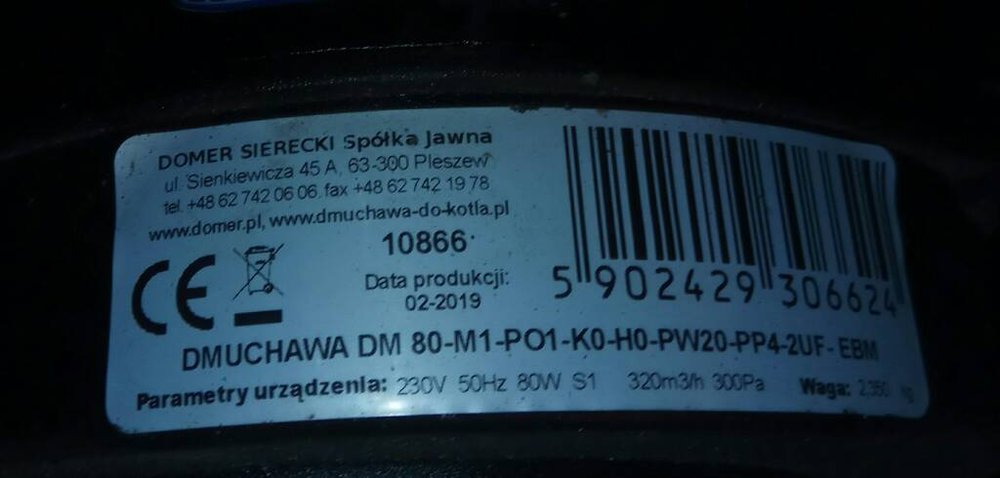 DOMER SIERECKI Spółka Jawna
ul. Sienkiewicza 45 A, 63-300 Pleszew
tel. +48 62 742 06 06, fax +48 62 742 19 78
www.domer.pl, www.dmuchawa-do-kotla.pl
10866
CE
Data produkcji:
02-2019
5 902429 306624
DMUCHAWA DM 80-M1-PO1-K0-H0-PW20-PP4-2UF- EBM
Parametry urządzenia: 230V 50Hz 80W S1 320m3/h 300Pa Waga: